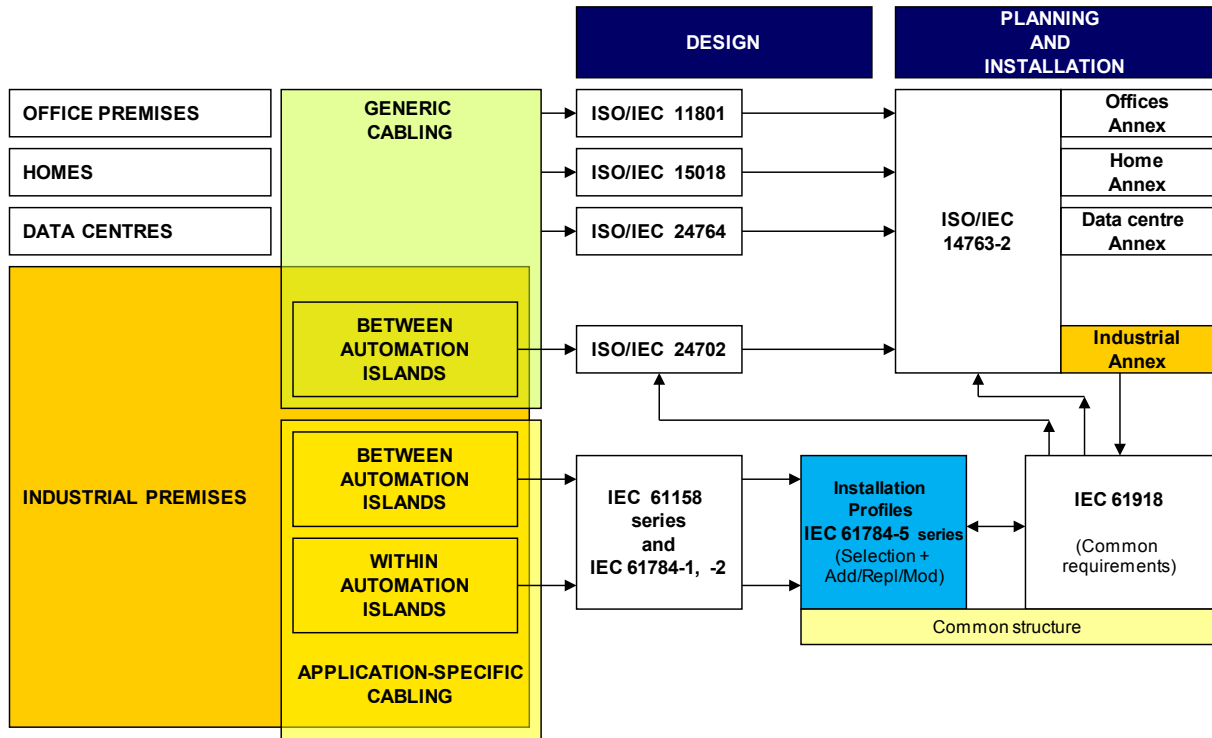 DESIGN
PLANNING
AND
INSTALLATION
OFFICE PREMISES
GENERIC
CABLING
ISO/IEC 11801
Offices
Annex
HOMES
ISO/IEC 15018
Home
Annex
DATA CENTRES
ISO/IEC 24764
ISO/IEC
14763-2
Data centre
Annex
BETWEEN
AUTOMATION
ISLANDS
ISO/IEC 24702
Industrial
Annex
INDUSTRIAL PREMISES
BETWEEN
AUTOMATION
ISLANDS
WITHIN
AUTOMATION
ISLANDS
APPLICATION-SPECIFIC
CABLING
IEC 61158
series
and
IEC 61784-1, -2
Installation
Profiles
IEC 61784-5 series
(Selection +
Add/Repl/Mod)
IEC 61918
(Common
requirements)
Common structure